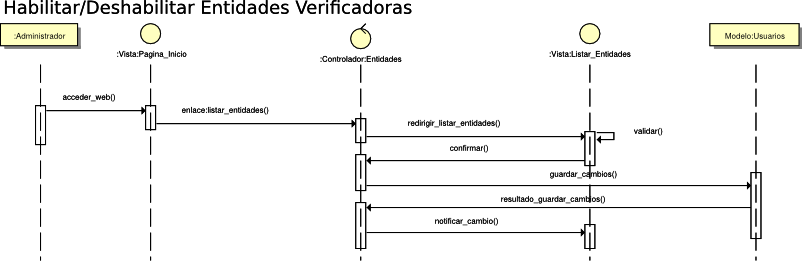 Habilitar/Deshabilitar Entidades Verificadoras
:Administrador
:Vista:Pagina_Inicio
:Controlador:Entidades
:Vista:Listar_Entidades
Modelo:Usuarios
acceder_web()
enlace:listar_entidades()
redirigir_listar_entidades()
validar()
confirmar()
guardar_cambios()
resultado_guardar_cambios()
notificar_cambio()